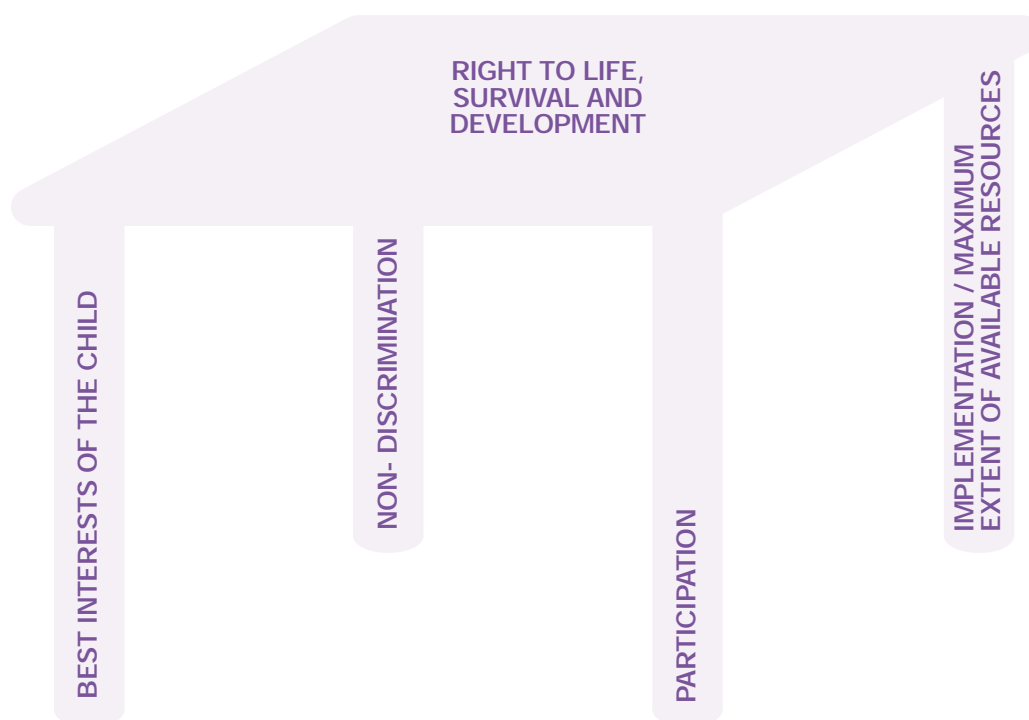 RIGHT TO LIFE,
SURVIVAL AND
DEVELOPMENT
BEST INTERESTS OF THE CHILD
NON- DISCRIMINATION
PARTICIPATION
IMPLEMENTATION / MAXIMUM
EXTENT OF AVAILABLE RESOURCES